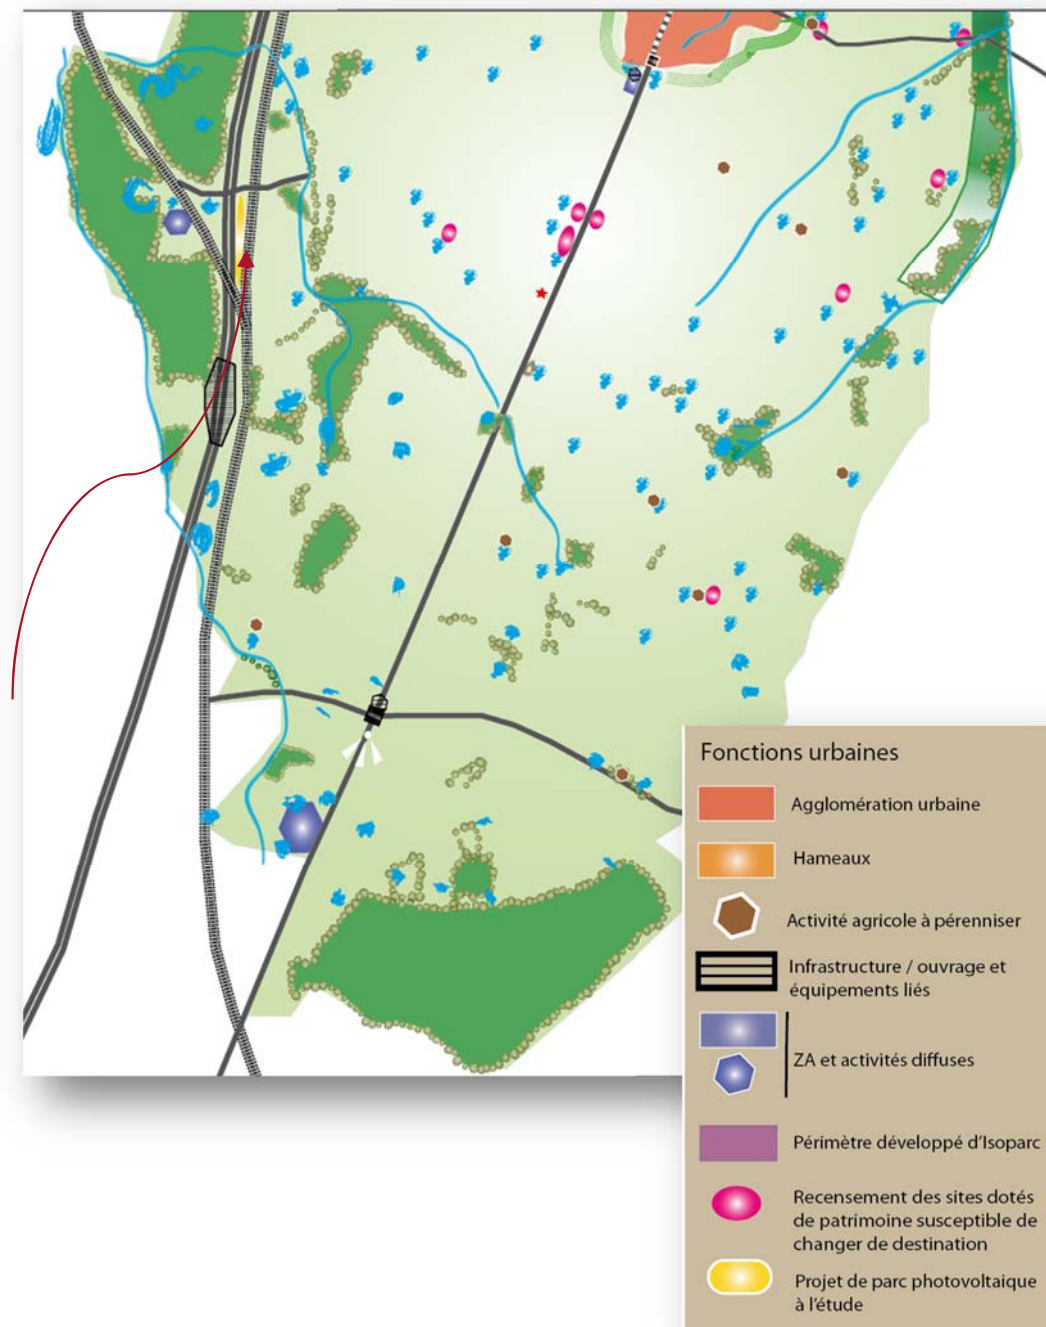 Fonctions urbaines
Agglomération urbaine
Hameaux
Activité agricole à pérenniser
Infrastructure / ouvrage et
équipements liés
ZA et activités diffuses
Périmètre développé d'Isoparc
Recensement des sites dotés
de patrimoine susceptible de
changer de destination
Projet de parc photovoltaique
à l'étude